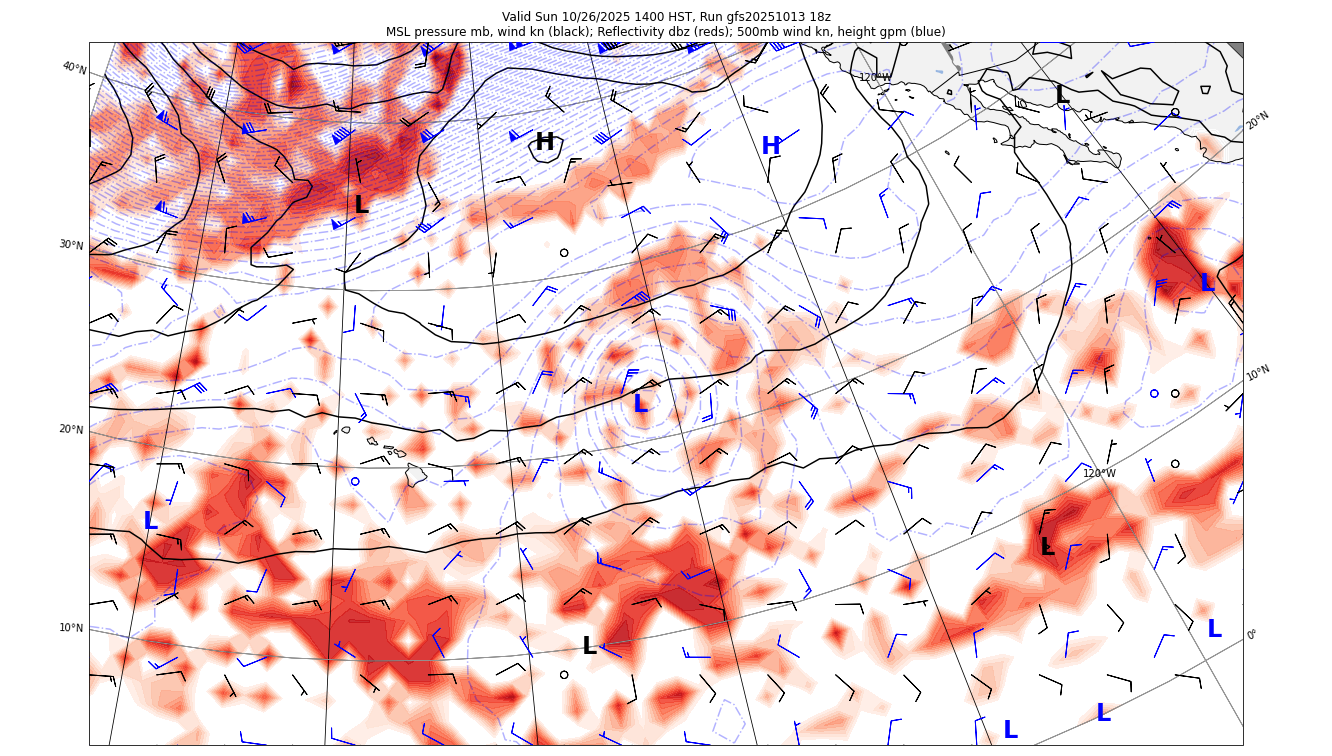 Valid Sun 10/26/2025 1400 HST, Run gfs20251013 18z
MSL pressure mb, wind kn (black); Reflectivity dbz (reds); 500mb wind kn, height gpm (blue)
40°N
120°W
L
20°N
H
H
L
30°N
L
10°N
L
20°N
120°W
L
L
10°N
L
0°
L
L
L